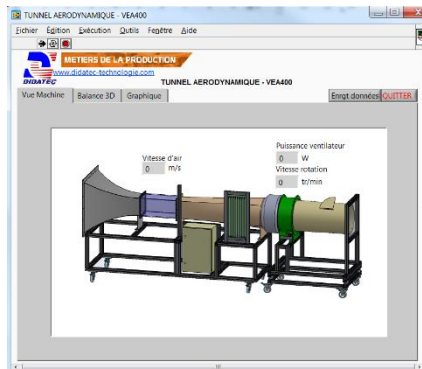 TUNNEL AERODYNAMIQUE - VEA400
Fichier Édition Exécution Outils Fenêtre Aide
METIERS DE LA PRODUCTION
www.didatec-technologie.com
DIDATEC
TUNNEL AERODYNAMIQUE - VEA400
Vue Machine Balance 3D Graphique Enrgt données QUITTER
Puissance ventilateur
Vitesse d'air 0 W
0 m/s Vitesse rotation
0 tr/min